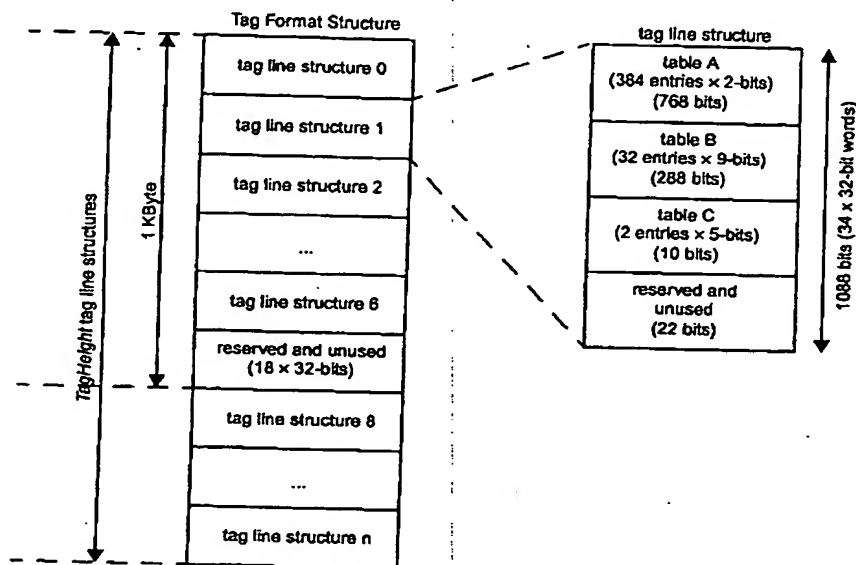 Tag Format Structure
tag line structure 0
tag line structure 1
tag line structure 2
...
tag line structure 6
reserved and unused
(18 × 32-bits)
tag line structure 8
...
tag line structure n
1 KByte
TagHeight tag line structures
tag line structure
table A
(384 entries × 2-bits)
(768 bits)
table B
(32 entries × 9-bits)
(288 bits)
table C
(2 entries × 5-bits)
(10 bits)
reserved and
unused
(22 bits)
1088 bits (34 x 32-bit words)